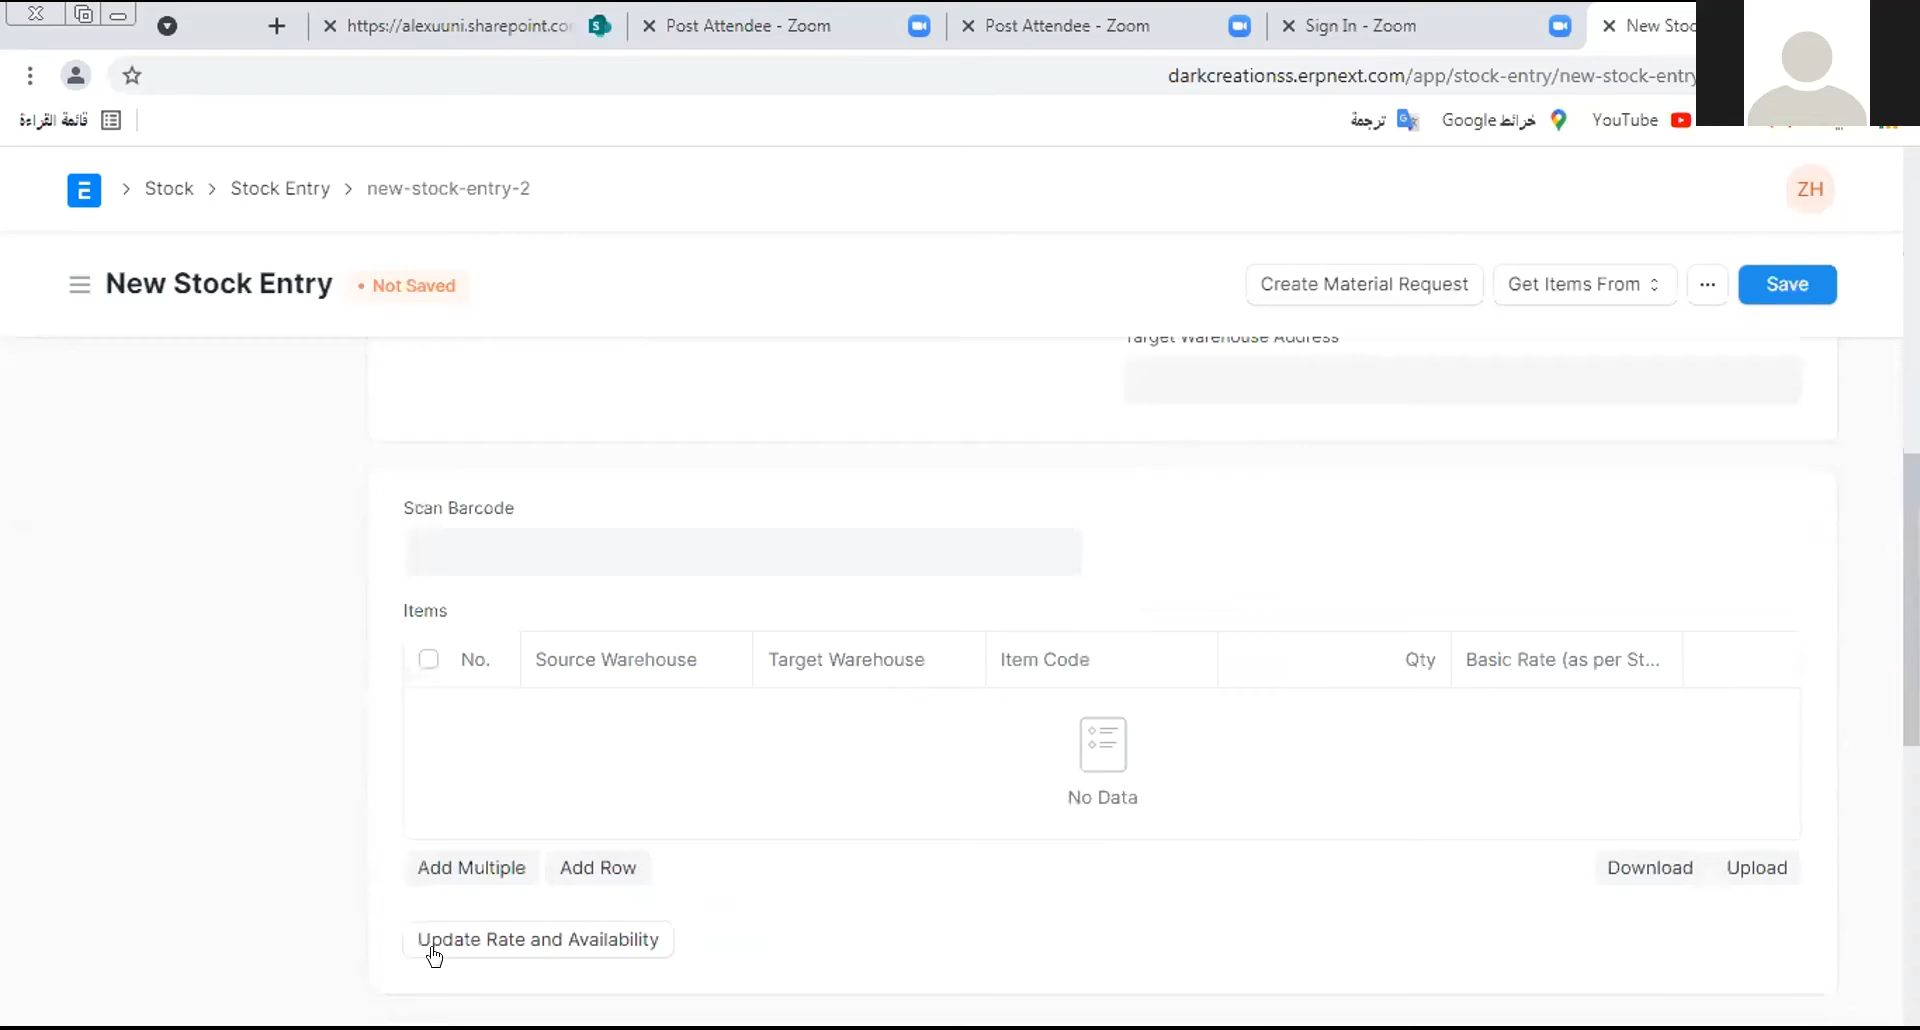 https://alexuuni.sharepoint.co
Post Attendee - Zoom
Post Attendee - Zoom
Sign In - Zoom
New Stoc
darkcreationss.erpnext.com/app/stock-entry/new-stock-entry
قائمة القراءة
ترجمة
خرائط Google
YouTube
Stock
Stock Entry
new-stock-entry-2
ZH
New Stock Entry
• Not Saved
Create Material Request
Get Items From
Save
Target Warehouse Address
Scan Barcode
Items
No.
Source Warehouse
Target Warehouse
Item Code
Qty
Basic Rate (as per St...
No Data
Add Multiple
Add Row
Download
Upload
Update Rate and Availability